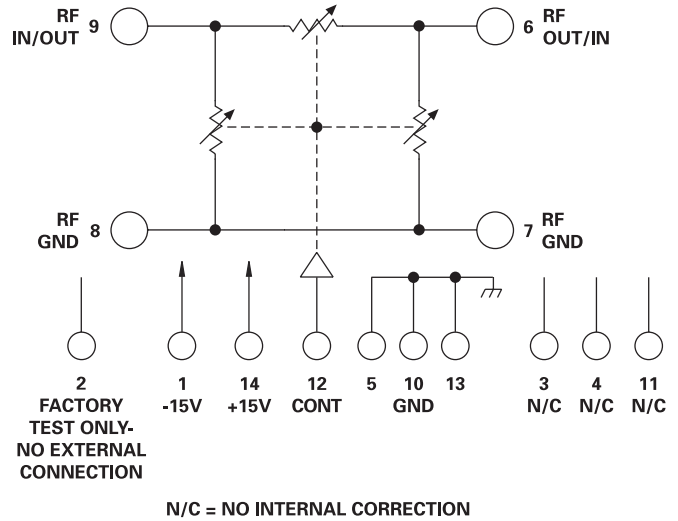 RF
IN/OUT 9
6 RF
OUT/IN
RF
GND 8
7 RF
GND
2 1 14 12 5 10 13 3 4 11
FACTORY -15V +15V CONT GND N/C N/C N/C
TEST ONLY-
NO EXTERNAL
CONNECTION
N/C = NO INTERNAL CORRECTION